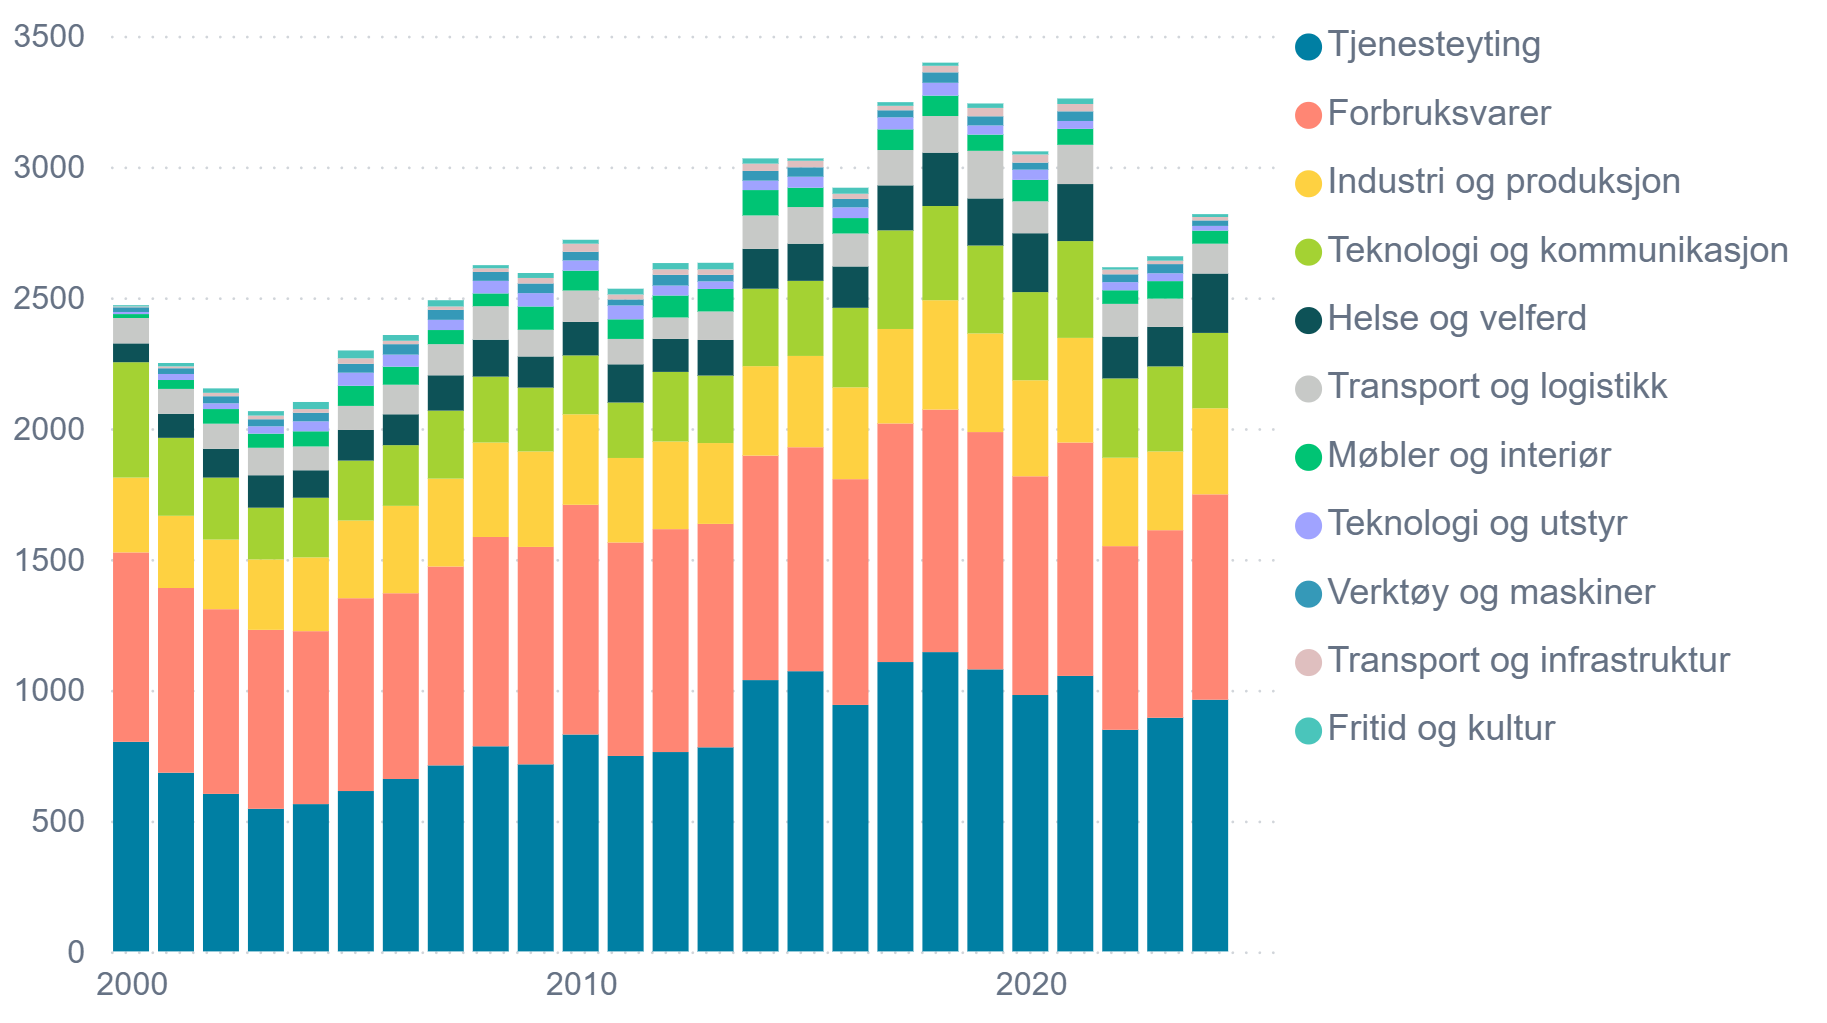 3500
3000
2500
2000
1500
1000
500
0
2000
2010
2020
Tjenesteyting
Forbruksvarer
Industri og produksjon
Teknologi og kommunikasjon
Helse og velferd
Transport og logistikk
Møbler og interiør
Teknologi og utstyr
Verktøy og maskiner
Transport og infrastruktur
Fritid og kultur